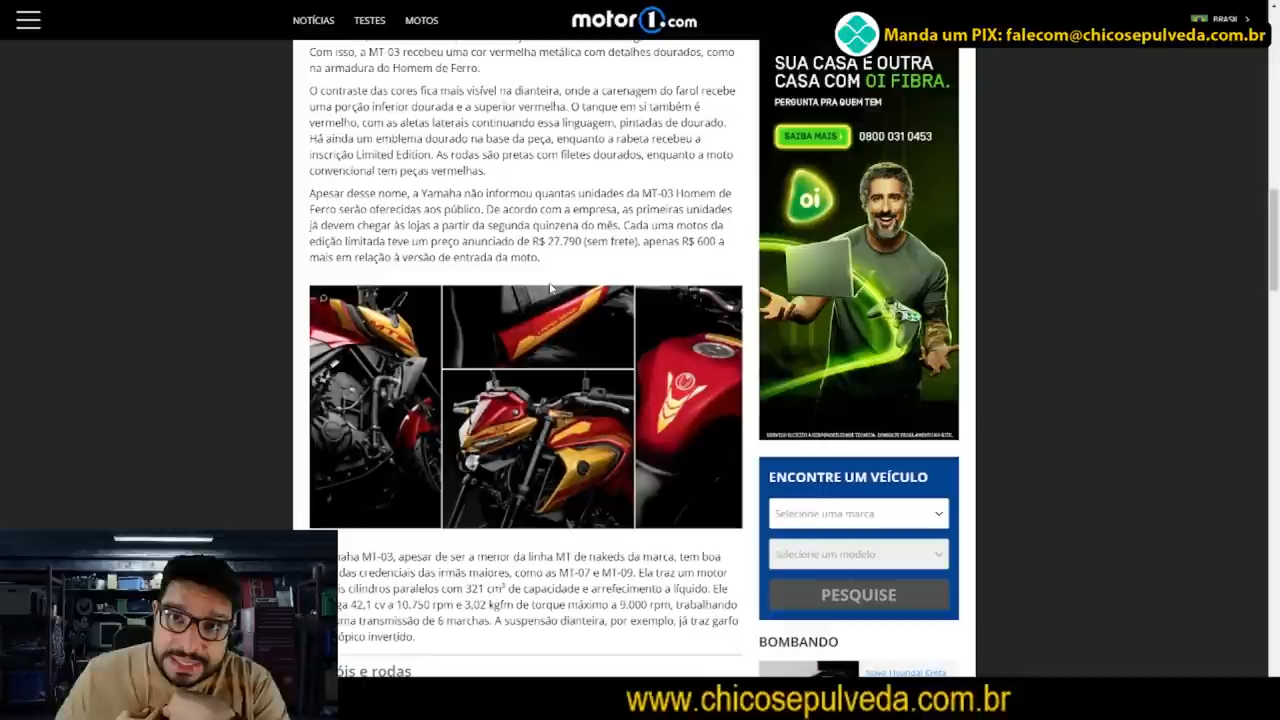 NOTÍCIAS TESTES MOTOS
motor1.com
BRASIL
Manda um PIX: falecom@chicosepulveda.com.br
Com isso, a MT-03 recebeu uma cor vermelha metálica com detalhes dourados, como
na armadura do Homem de Ferro.
O contraste das cores fica mais visível na dianteira, onde a carenagem do farol recebe
uma porção inferior dourada e a superior vermelha. O tanque em si também é
vermelho, com as aletas laterais continuando essa linguagem, pintadas de dourado.
Há ainda um emblema dourado na base da peça, enquanto a rabeta recebeu a
inscrição Limited Edition. As rodas são pretas com filetes dourados, enquanto a moto
convencional tem peças vermelhas.
Apesar desse nome, a Yamaha não informou quantas unidades da MT-03 Homem de
Ferro serão oferecidas aos público. De acordo com a empresa, as primeiras unidades
já devem chegar às lojas a partir da segunda quinzena do mês. Cada uma motos da
edição limitada teve um preço anunciado de R$ 27.790 (sem frete), apenas R$ 600 a
mais em relação à versão de entrada da moto.
MT
maha MT-03, apesar de ser a menor da linha MT de nakeds da marca, tem boa
das credenciais das irmãs maiores, como as MT-07 e MT-09. Ela traz um motor
is cilindros paralelos com 321 cm³ de capacidade e arrefecimento a líquido. Ele
ga 42,1 cv a 10.750 rpm e 3,02 kgfm de torque máximo a 9.000 rpm, trabalhando
uma transmissão de 6 marchas. A suspensão dianteira, por exemplo, já traz garfo
ópico invertido.
óis e rodas
SUA CASA É OUTRA
CASA COM OI FIBRA.
PERGUNTA PRA QUEM TEM
SAIBA MAIS 0800 031 0453
oi
ENCONTRE UM VEÍCULO
Selecione uma marca
Selecione um modelo
PESQUISE
BOMBANDO
Novo Hyundai Creta
www.chicosepulveda.com.br